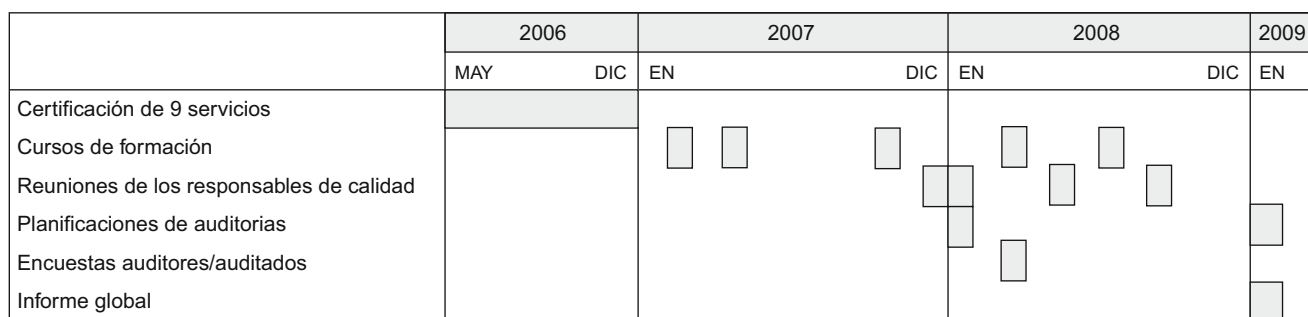 2006 2007 2008 2009
MAY DIC EN DIC EN DIC EN
Certificación de 9 servicios
Cursos de formación
Reuniones de los responsables de calidad
Planificaciones de auditorias
Encuestas auditores/auditados
Informe global